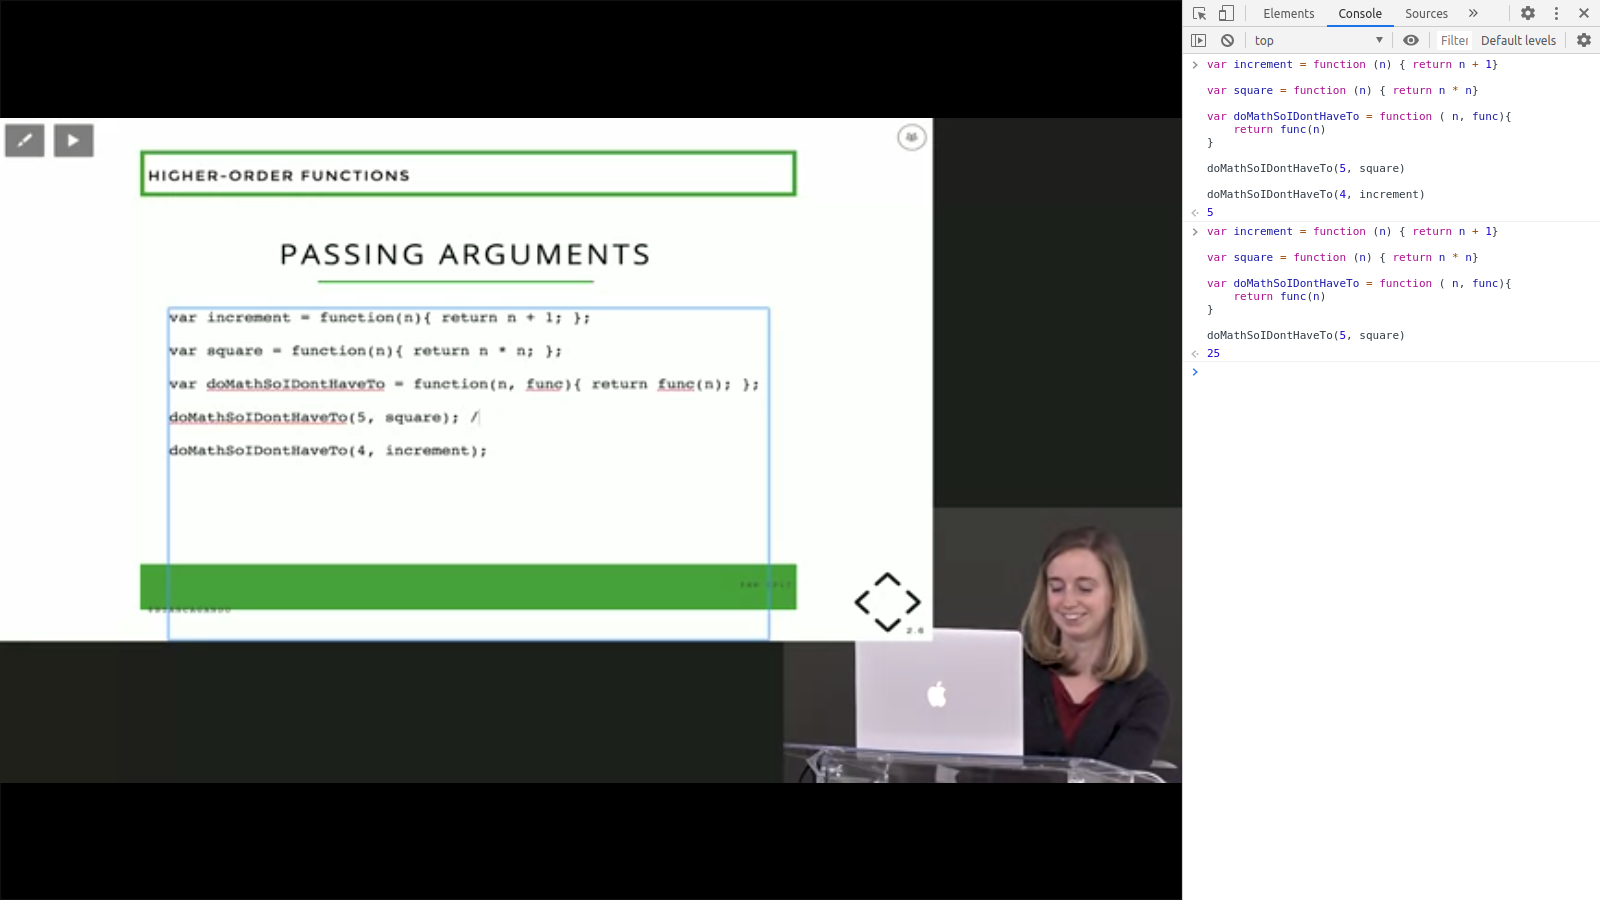 HIGHER-ORDER FUNCTIONS
PASSING ARGUMENTS
var increment = function(n){ return n + 1; };
var square = function(n){ return n * n; };
var doMathSoIDontHaveTo = function(n, func){ return func(n); };
doMathSoIDontHaveTo(5, square); /
doMathSoIDontHaveTo(4, increment);
2.6
Elements Console Sources »
top Filter Default levels
var increment = function (n) { return n + 1}
var square = function (n) { return n * n}
var doMathSoIDontHaveTo = function ( n, func){
return func(n)
}
doMathSoIDontHaveTo(5, square)
doMathSoIDontHaveTo(4, increment)
5
var increment = function (n) { return n + 1}
var square = function (n) { return n * n}
var doMathSoIDontHaveTo = function ( n, func){
return func(n)
}
doMathSoIDontHaveTo(5, square)
25